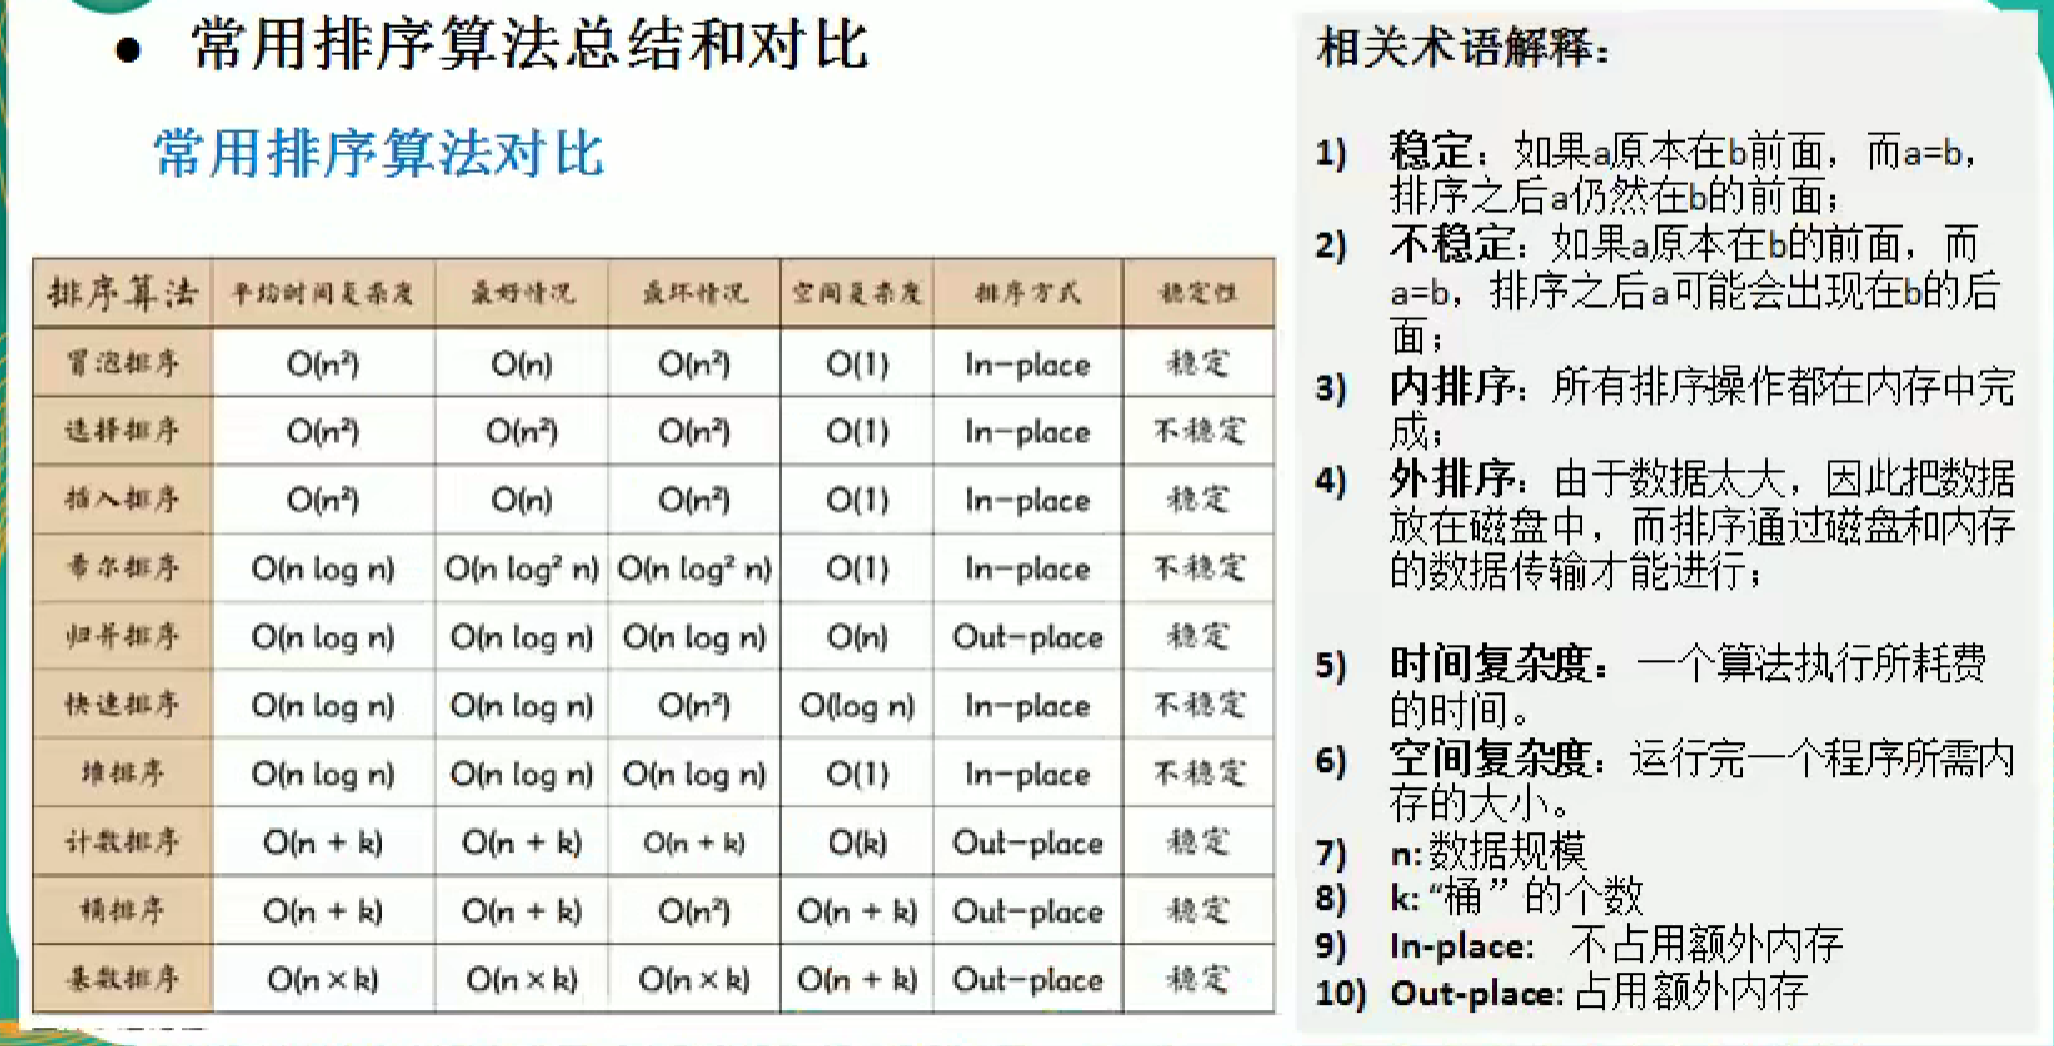 • 常用排序算法总结和对比
常用排序算法对比
排序算法 平均时间复杂度 最好情况 最坏情况 空间复杂度 排序方式 稳定性
冒泡排序 O(n²) O(n) O(n²) O(1) In-place 稳定
选择排序 O(n²) O(n²) O(n²) O(1) In-place 不稳定
插入排序 O(n²) O(n) O(n²) O(1) In-place 稳定
希尔排序 O(n log n) O(n log² n) O(n log² n) O(1) In-place 不稳定
归并排序 O(n log n) O(n log n) O(n log n) O(n) Out-place 稳定
快速排序 O(n log n) O(n log n) O(n²) O(log n) In-place 不稳定
堆排序 O(n log n) O(n log n) O(n log n) O(1) In-place 不稳定
计数排序 O(n + k) O(n + k) O(n + k) O(k) Out-place 稳定
桶排序 O(n + k) O(n + k) O(n²) O(n + k) Out-place 稳定
基数排序 O(n × k) O(n × k) O(n × k) O(n + k) Out-place 稳定
相关术语解释：
1) 稳定：如果a原本在b前面，而a=b，
排序之后a仍然在b的前面；
2) 不稳定：如果a原本在b的前面，而
a=b，排序之后a可能会出现在b的后
面；
3) 内排序：所有排序操作都在内存中完
成；
4) 外排序：由于数据太大，因此把数据
放在磁盘中，而排序通过磁盘和内存
的数据传输才能进行；
5) 时间复杂度： 一个算法执行所耗费
的时间。
6) 空间复杂度：运行完一个程序所需内
存的大小。
7) n: 数据规模
8) k: “桶”的个数
9) In-place: 不占用额外内存
10) Out-place: 占用额外内存